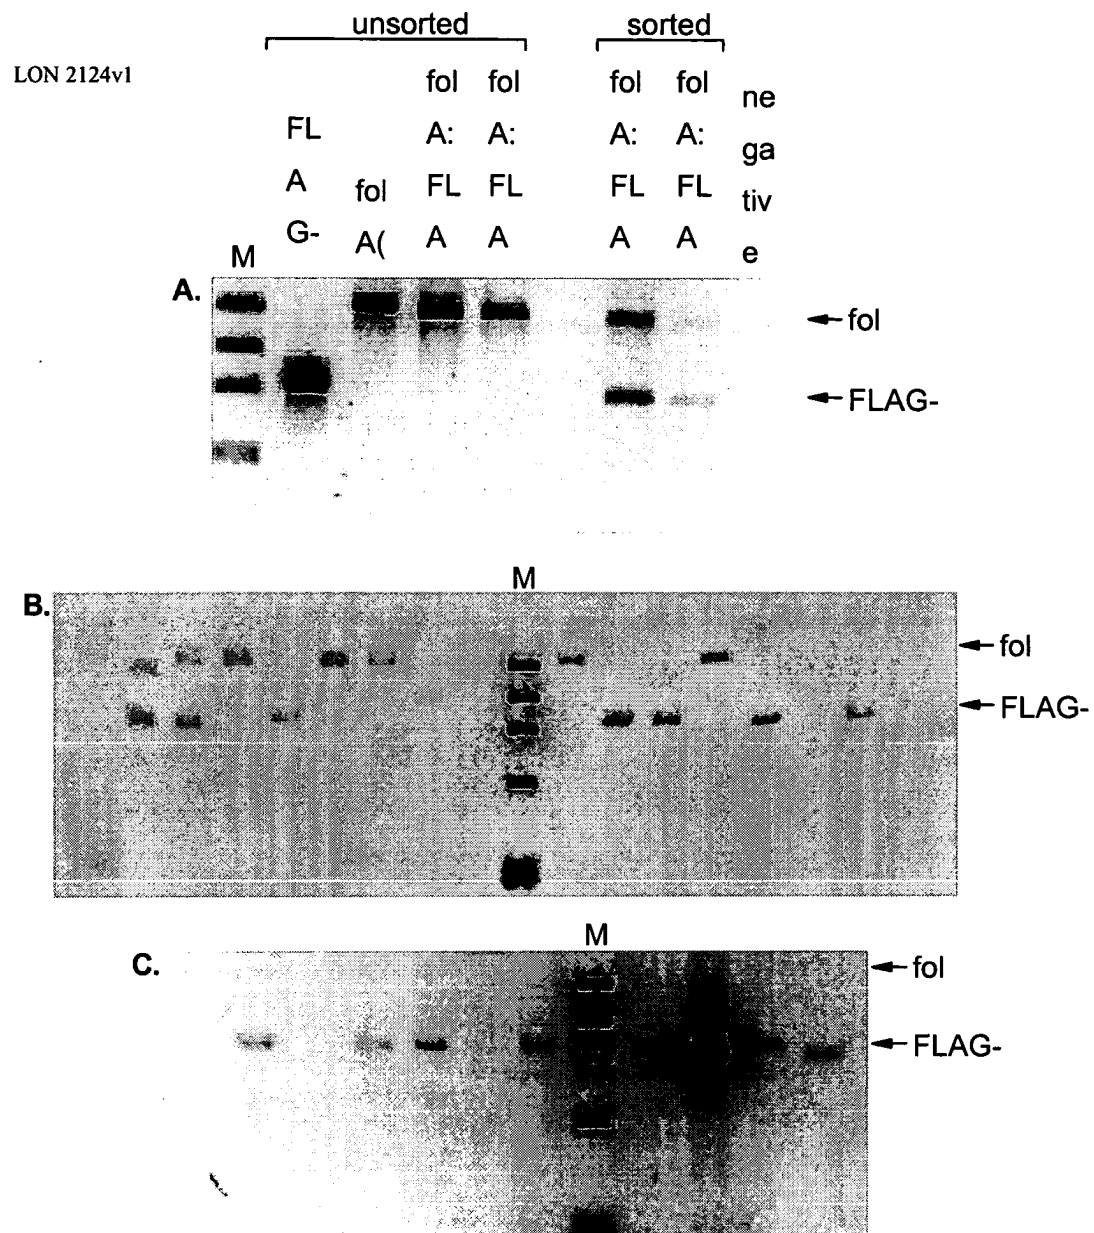 unsorted sorted
LON 2124v1
fol fol fol fol ne
FL A: A: A: A: ga
A fol FL FL FL FL tiv
G- A( A A A A e
M
A.
fol
FLAG-
M
B.
fol
FLAG-
M
C.
fol
FLAG-